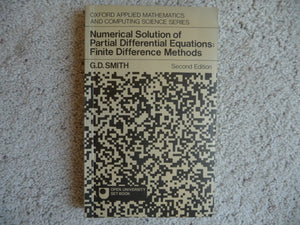 OXFORD APPLIED MATHEMATICS
AND COMPUTING SCIENCE SERIES
Numerical Solution of
Partial Differential Equations:
Finite Difference Methods
G.D. SMITH
Second Edition
OPEN UNIVERSITY
SET BOOK